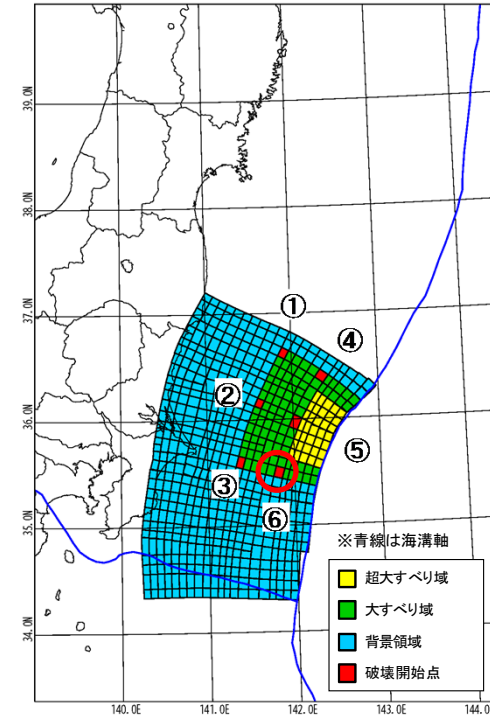 39.0N
38.0N
37.0N
36.0N
35.0N
34.0N
①
④
②
⑤
③
⑥
※青線は海溝軸
超大すべり域
大すべり域
背景領域
破壊開始点
140.0E 141.0E 142.0E 143.0E 144.0